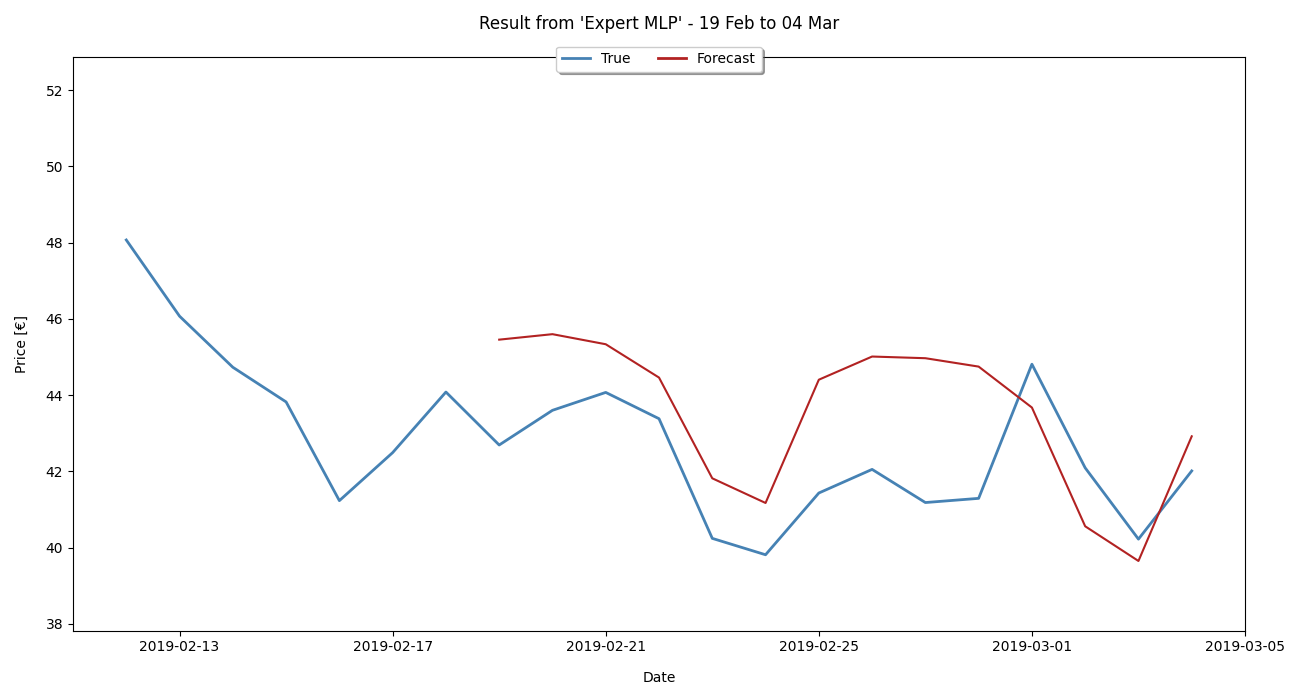 Result from 'Expert MLP' - 19 Feb to 04 Mar
True Forecast
52
50
48
46
44
42
40
38
Price [€]
2019-02-13 2019-02-17 2019-02-21 2019-02-25 2019-03-01 2019-03-05
Date